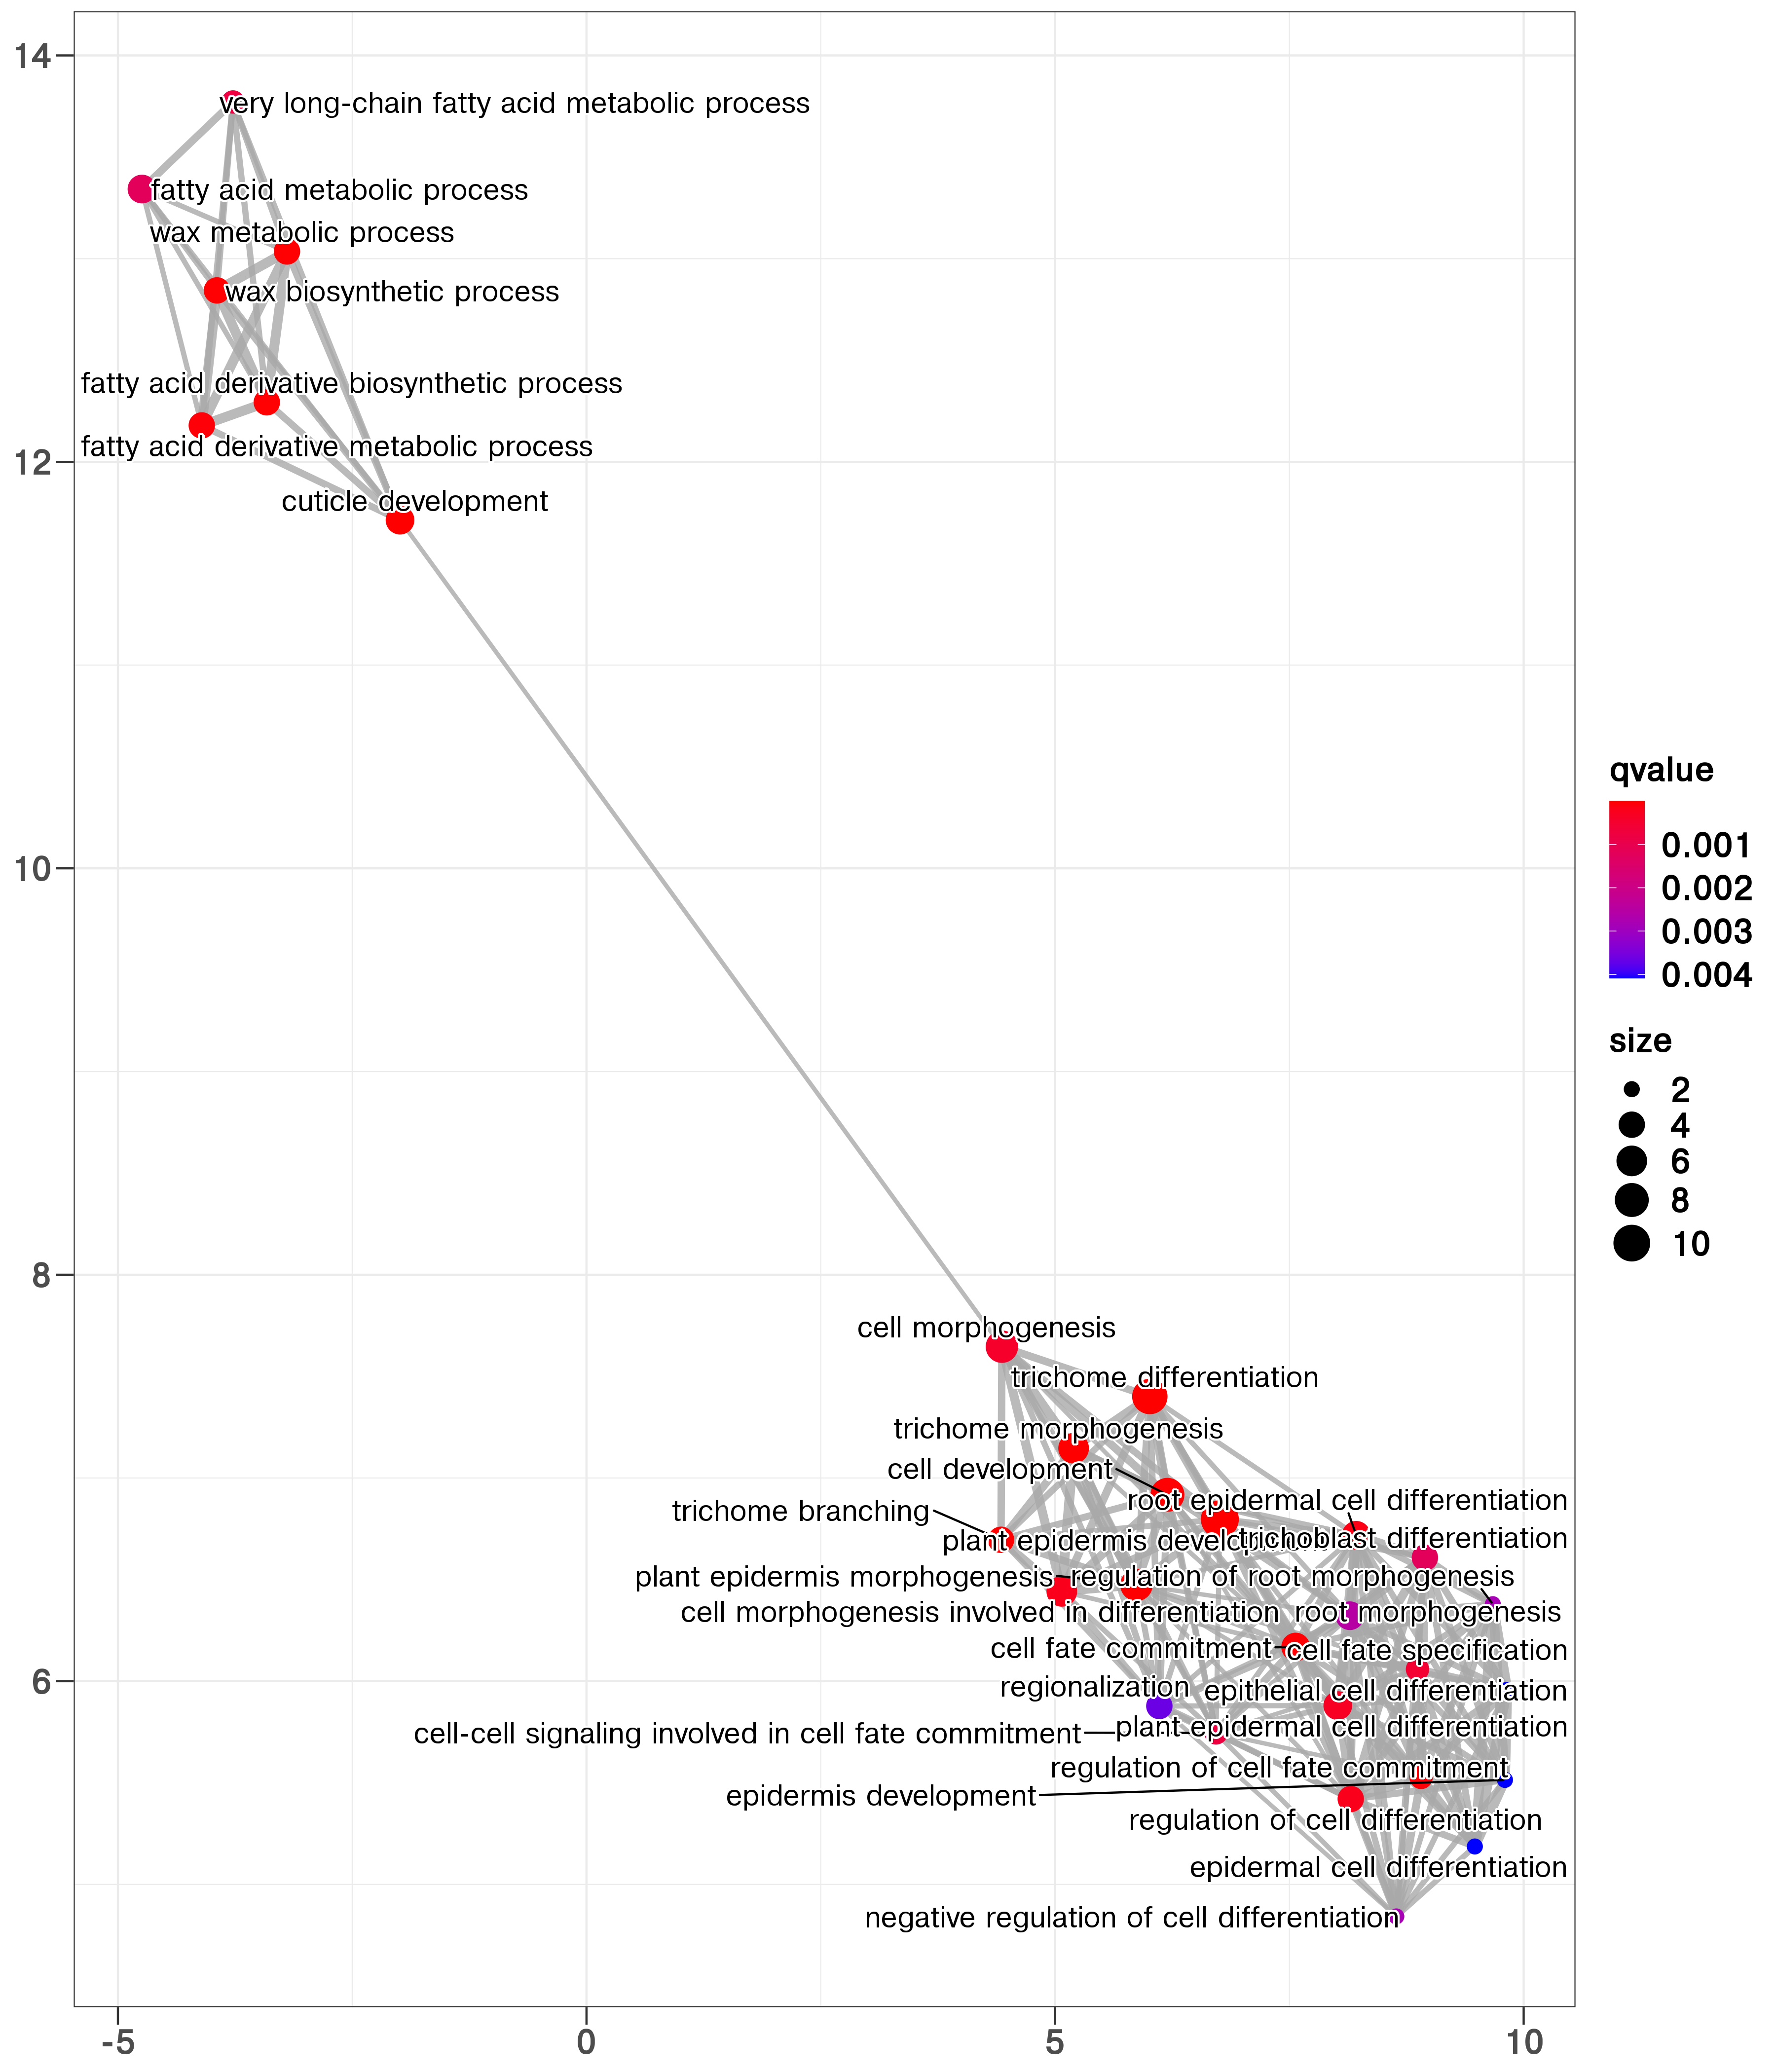 14
very long-chain fatty acid metabolic process
fatty acid metabolic process
wax metabolic process
wax biosynthetic process
fatty acid derivative biosynthetic process
fatty acid derivative metabolic process
12
cuticle development
10
8
cell morphogenesis
trichome differentiation
trichome morphogenesis
cell development
root epidermal cell differentiation
trichome branching
plant epidermis development
trichoblast differentiation
plant epidermis morphogenesis
regulation of root morphogenesis
cell morphogenesis involved in differentiation
root morphogenesis
cell fate commitment
cell fate specification
6
regionalization
epithelial cell differentiation
cell-cell signaling involved in cell fate commitment
plant epidermal cell differentiation
regulation of cell fate commitment
epidermis development
regulation of cell differentiation
epidermal cell differentiation
negative regulation of cell differentiation
-5
0
5
10
qvalue
0.001
0.002
0.003
0.004
size
2
4
6
8
10